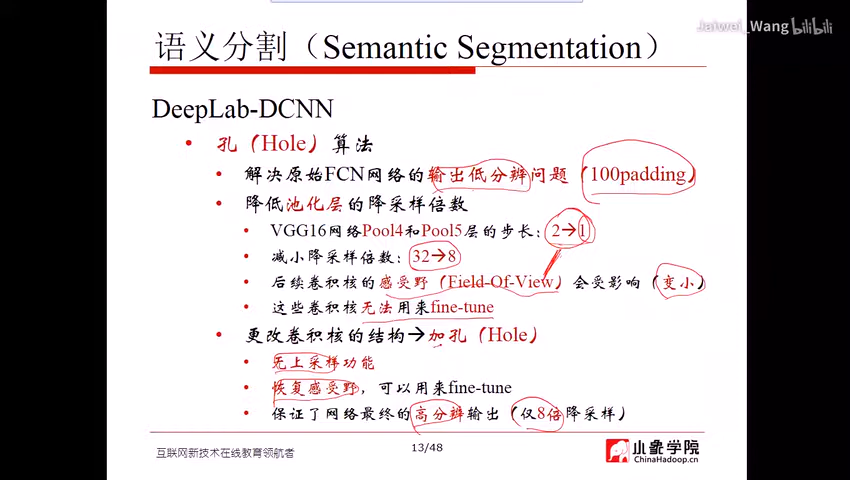 Jaiwei_Wang bilibili
语义分割（Semantic Segmentation）
DeepLab-DCNN
• 孔（Hole）算法
• 解决原始FCN网络的输出低分辨问题（100padding）
• 降低池化层的降采样倍数
• VGG16网络Pool4和Pool5层的步长：2→1
• 减小降采样倍数：32→8
• 后续卷积核的感受野（Field-Of-View）会受影响（变小）
• 这些卷积核无法用来fine-tune
• 更改卷积核的结构→加孔（Hole）
• 无上采样功能
• 恢复感受野，可以用来fine-tune
• 保证了网络最终的高分辨输出（仅8倍降采样）
互联网新技术在线教育领航者
13/48
小象学院
ChinaHadoop.cn